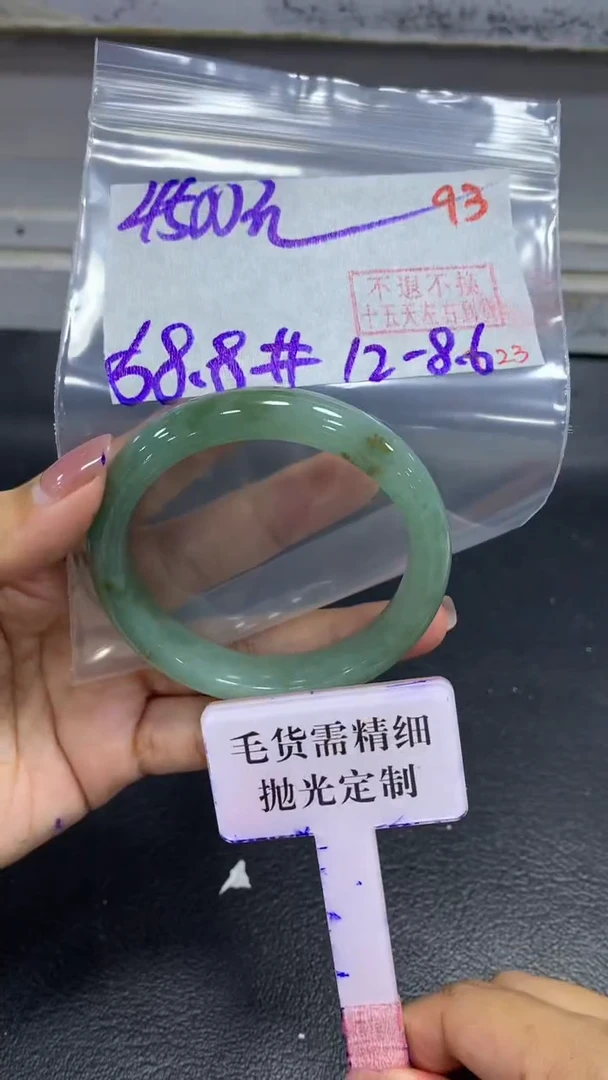 4500元 93
不退不换
十五天左右到货
68.8# 12-8.6 23
毛货需精细
抛光定制